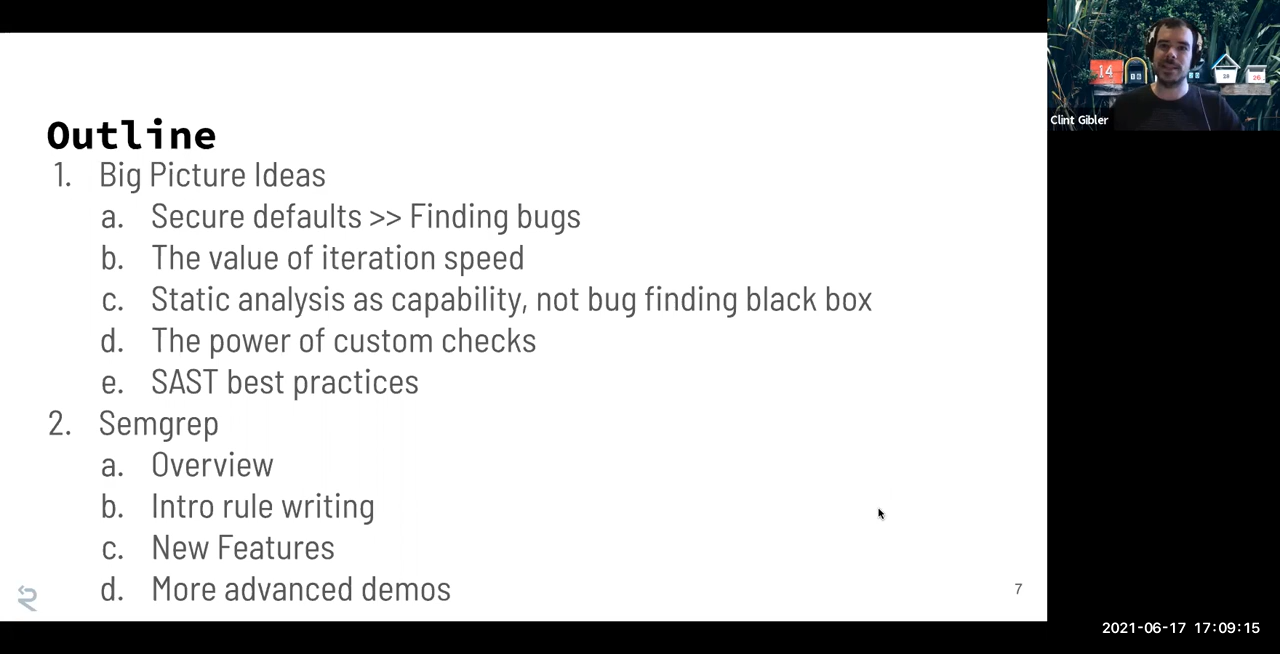 Outline
1. Big Picture Ideas
a. Secure defaults >> Finding bugs
b. The value of iteration speed
c. Static analysis as capability, not bug finding black box
d. The power of custom checks
e. SAST best practices
2. Semgrep
a. Overview
b. Intro rule writing
c. New Features
d. More advanced demos
7
14
Clint Gibler
2021-06-17 17:09:15